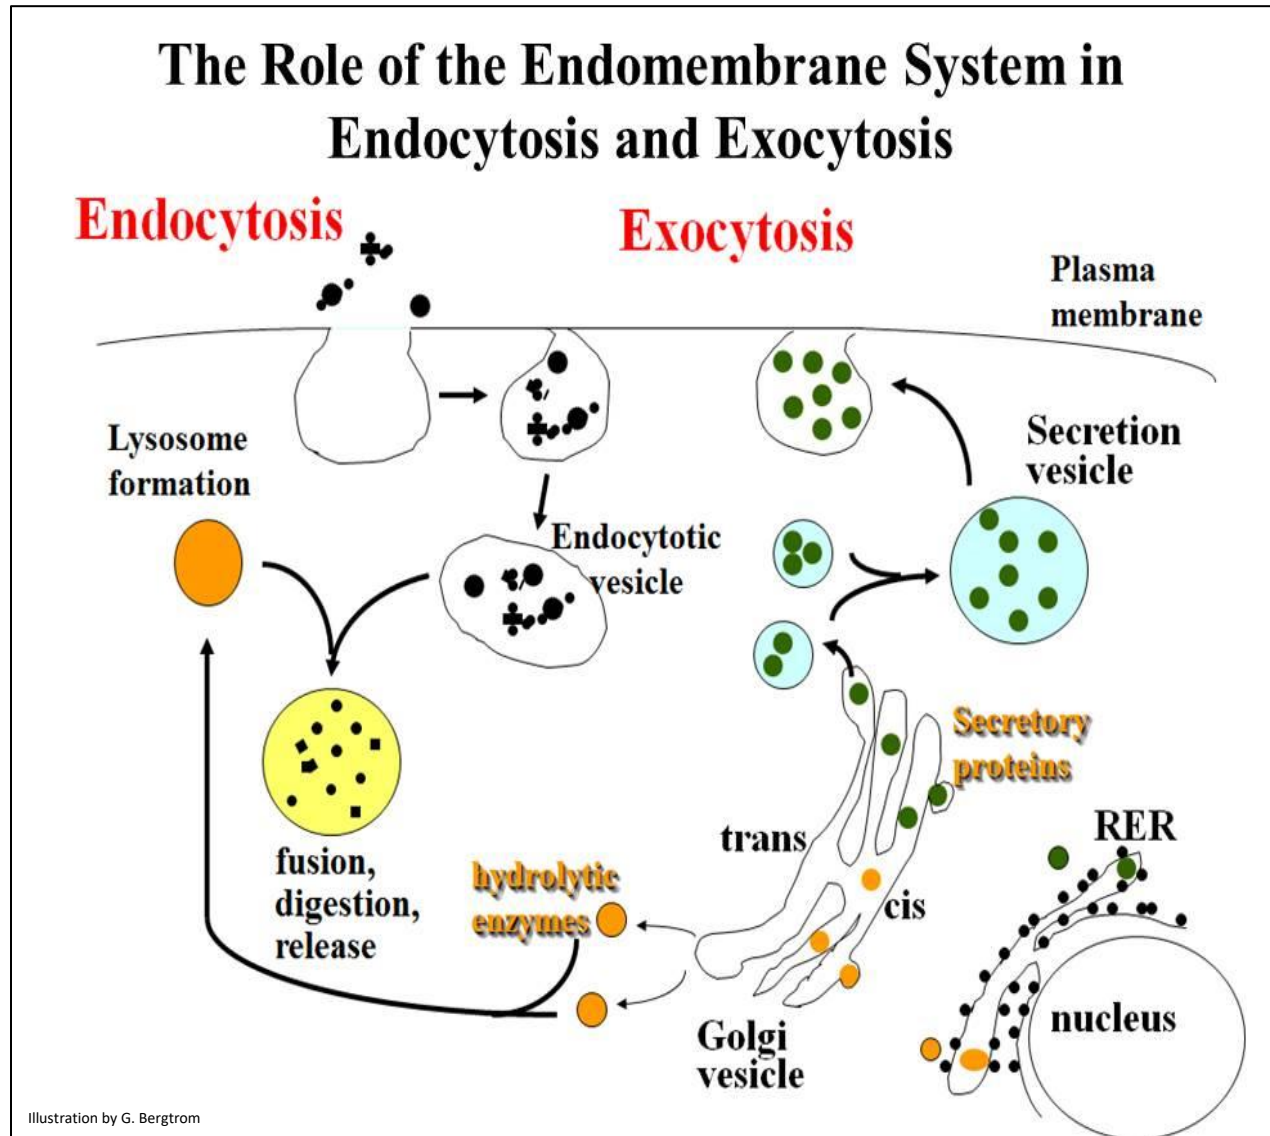 The Role of the Endomembrane System in
Endocytosis and Exocytosis
Endocytosis
Exocytosis
Plasma
membrane
Lysosome
formation
Secretion
vesicle
Endocytotic
vesicle
Secretory
proteins
RER
trans
cis
fusion,
digestion,
release
hydrolytic
enzymes
nucleus
Golgi
vesicle
Illustration by G. Bergtrom